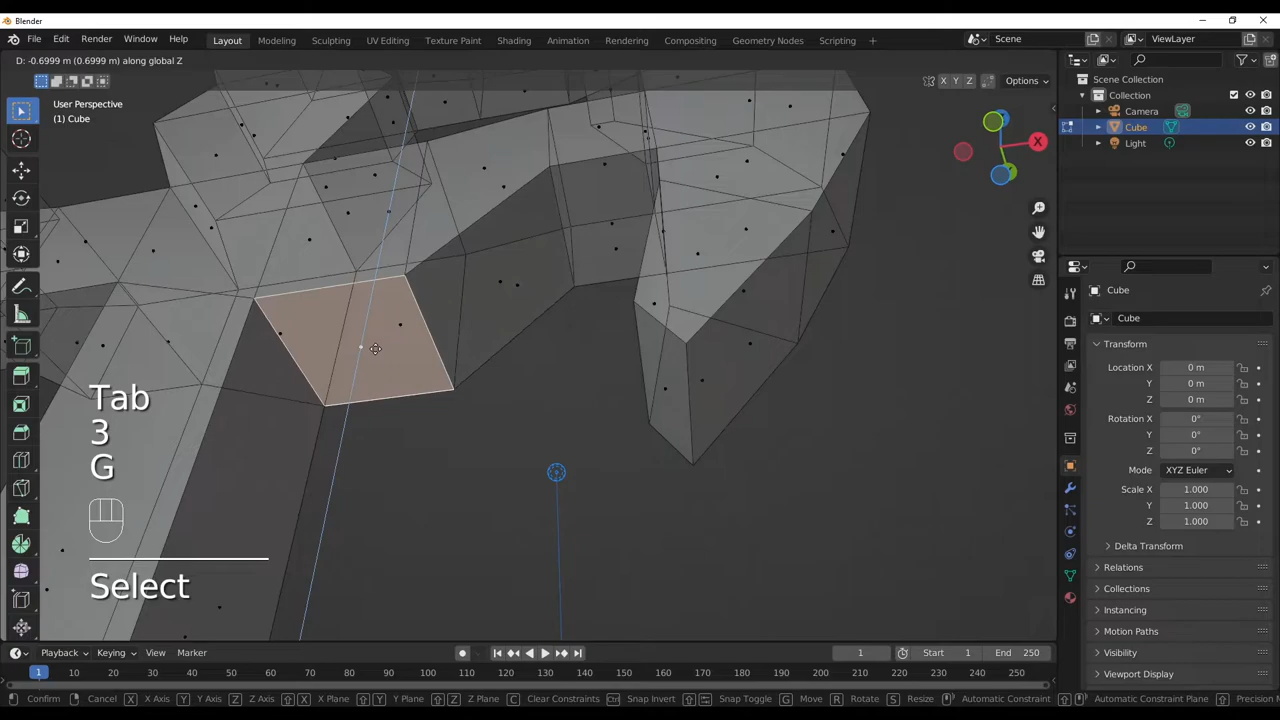 Blender
File Edit Render Window Help Layout Modeling Sculpting UV Editing Texture Paint Shading Animation Rendering Compositing Geometry Nodes Scripting Scene ViewLayer
D: -0.6999 m (0.6999 m) along global Z
X Y Z Options
User Perspective
(1) Cube
X
Scene Collection
Collection
Camera
Cube
Light
Cube
Cube
Transform
Location X 0 m
Y 0 m
Z 0 m
Rotation X 0°
Y 0°
Z 0°
Mode XYZ Euler
Scale X 1.000
Y 1.000
Z 1.000
Delta Transform
Relations
Collections
Instancing
Motion Paths
Visibility
Viewport Display
Tab
3
G
Select
Playback Keying View Marker 1 Start 1 End 250
1 10 20 30 40 50 60 70 80 90 100 110 120 130 140 150 160 170 180 190 200 210 220 230 240 250
Confirm Cancel X X Axis Y Y Axis Z Z Axis X X Plane Y Y Plane Z Z Plane C Clear Constraints Snap Invert Snap Toggle G Move R Rotate S Resize Automatic Constraint Automatic Constraint Plane Precision M